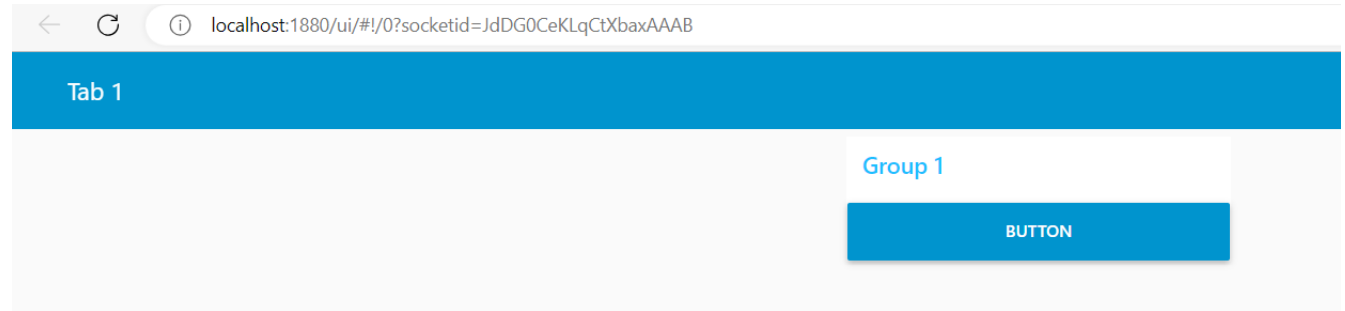 localhost:1880/ui/#!/0?socketid=JdDG0CeKLqCtXbaxAAAB
Tab 1
Group 1
BUTTON